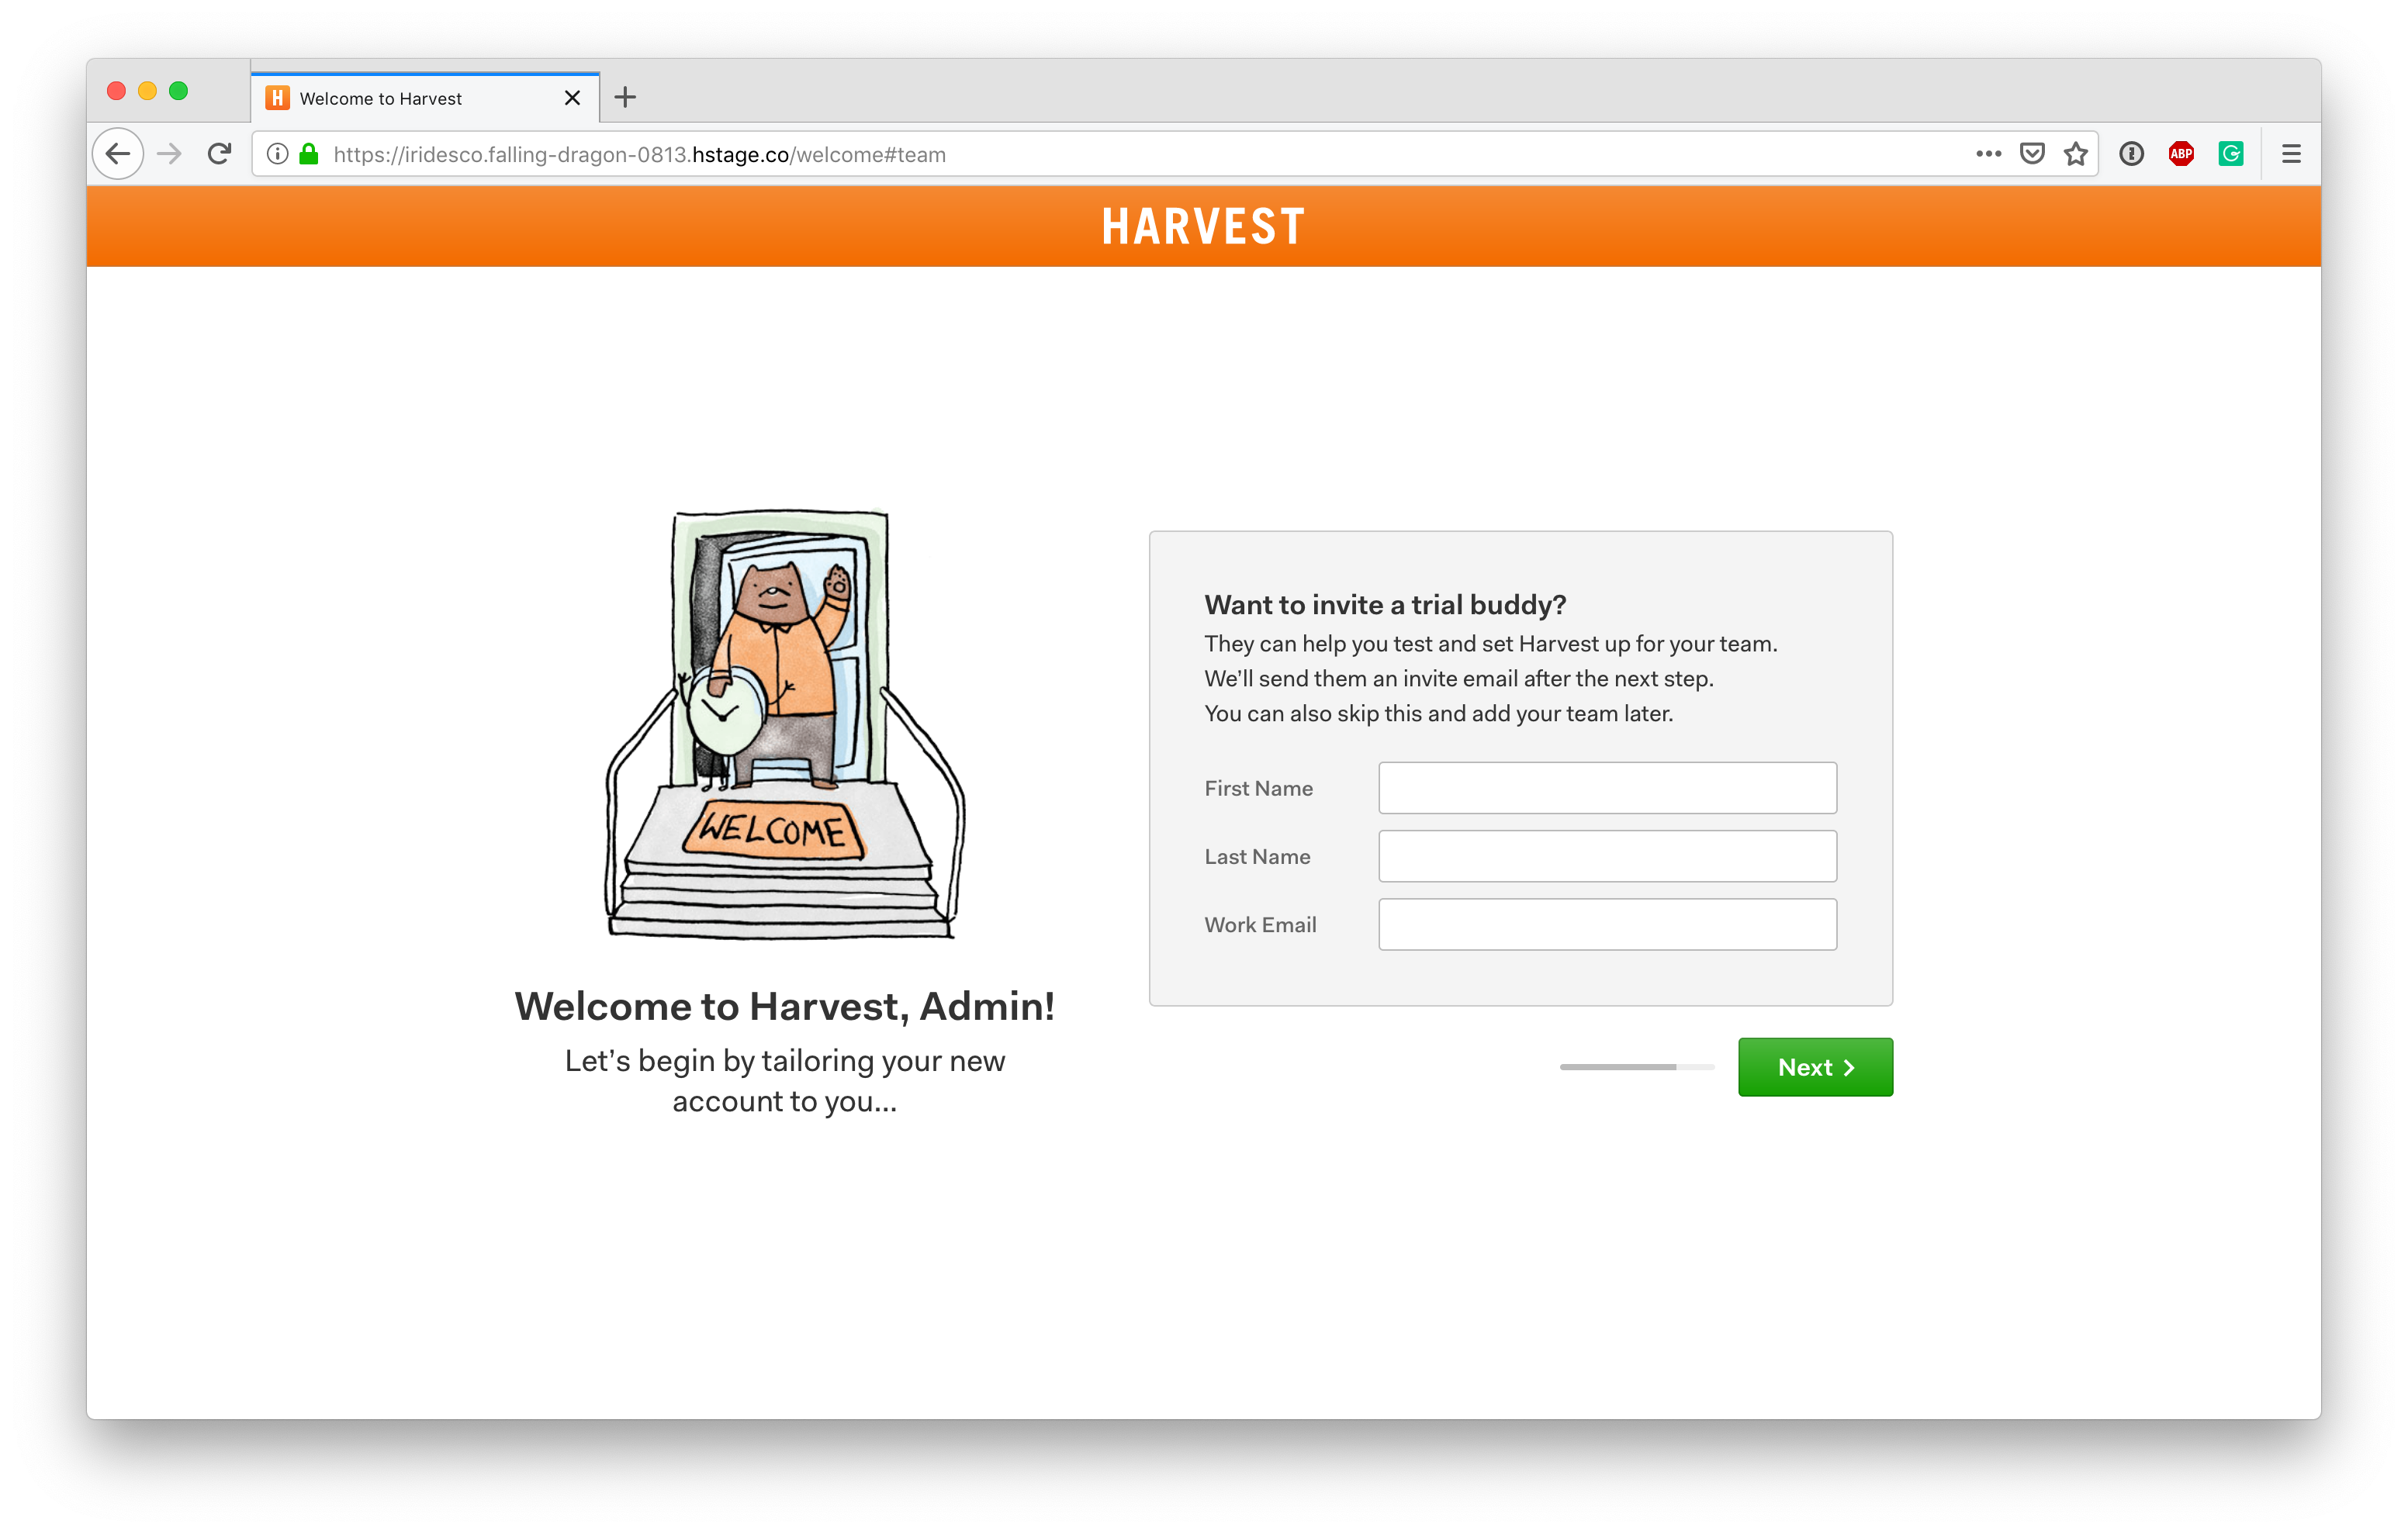 Welcome to Harvest
https://iridesco.falling-dragon-0813.hstage.co/welcome#team
ABP
HARVEST
WELCOME
Welcome to Harvest, Admin!
Let’s begin by tailoring your new
account to you...
Want to invite a trial buddy?
They can help you test and set Harvest up for your team.
We’ll send them an invite email after the next step.
You can also skip this and add your team later.
First Name
Last Name
Work Email
Next